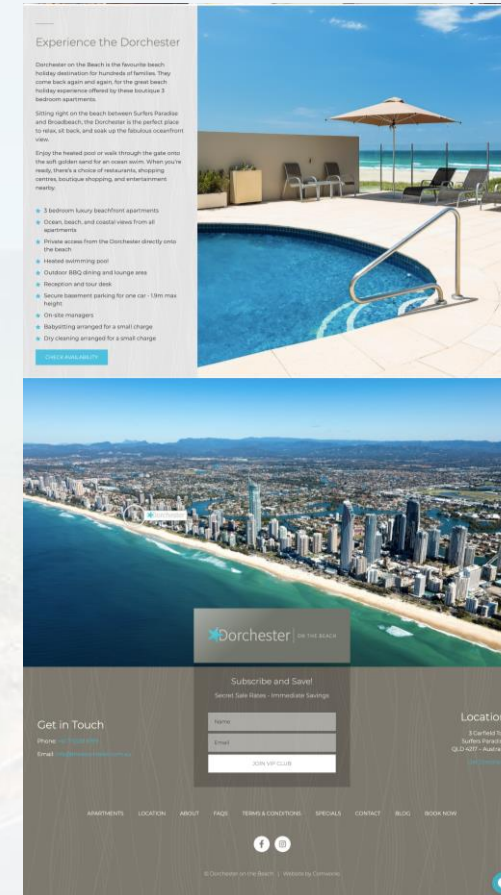 Experience the Dorchester
Dorchester on the Beach is the favourite beach
holiday destination for hundreds of families. They
come back again and again, for the great beach
holiday experience offered by these boutique 3
bedroom apartments.
Sitting right on the beach between Surfers Paradise
and Broadbeach, the Dorchester is the perfect place
to relax, sit back, and soak up the fabulous oceanfront
view.
Enjoy the heated pool or walk through the gate onto
the soft golden sand for an ocean swim. When you're
ready, there's a choice of restaurants, shopping
centres, boutique shopping, and entertainment
nearby.
3 bedroom luxury beachfront apartments
Ocean, beach, and coastal views from all
apartments
Private access from the Dorchester directly onto
the beach
Heated swimming pool
Outdoor BBQ dining and lounge area
Reception and tour desk
Secure basement parking for one car - 1.9m max
height
On-site managers
Babysitting arranged for a small charge
Dry cleaning arranged for a small charge
CHECK AVAILABILITY
Dorchester
Dorchester | ON THE BEACH
Subscribe and Save!
Secret Sale Rates - Immediate Savings
Name
Email
JOIN VIP CLUB
Get in Touch
Phone:
Email:
Location
3 Garfield
Surfers Paradi
QLD 4217 - Austra
APARTMENTS LOCATION ABOUT FAQS TERMS & CONDITIONS SPECIALS CONTACT BLOG BOOK NOW
© Dorchester on the Beach | Website by